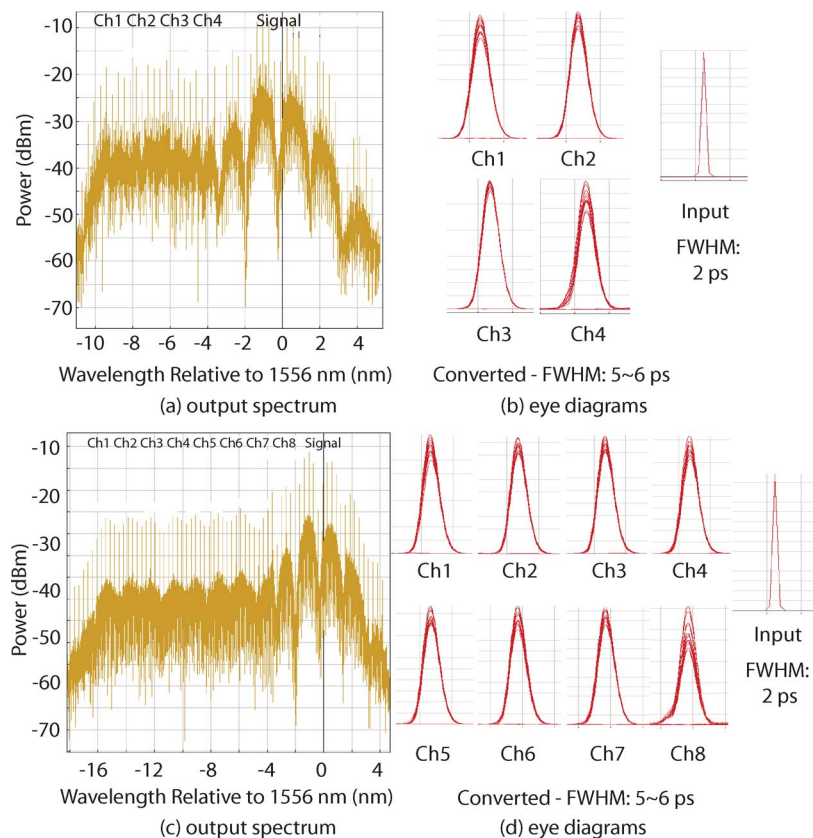 Ch1 Ch2 Ch3 Ch4 Signal
-10
-20
-30
-40
-50
-60
-70
Power (dBm)
-10 -8 -6 -4 -2 0 2 4
Wavelength Relative to 1556 nm (nm)
(a) output spectrum
Ch1 Ch2
Ch3 Ch4
Input
FWHM:
2 ps
Converted - FWHM: 5~6 ps
(b) eye diagrams
Ch1 Ch2 Ch3 Ch4 Ch5 Ch6 Ch7 Ch8 Signal
-10
-20
-30
-40
-50
-60
-70
Power (dBm)
-16 -12 -8 -4 0 4
Wavelength Relative to 1556 nm (nm)
(c) output spectrum
Ch1 Ch2 Ch3 Ch4
Ch5 Ch6 Ch7 Ch8
Input
FWHM:
2 ps
Converted - FWHM: 5~6 ps
(d) eye diagrams